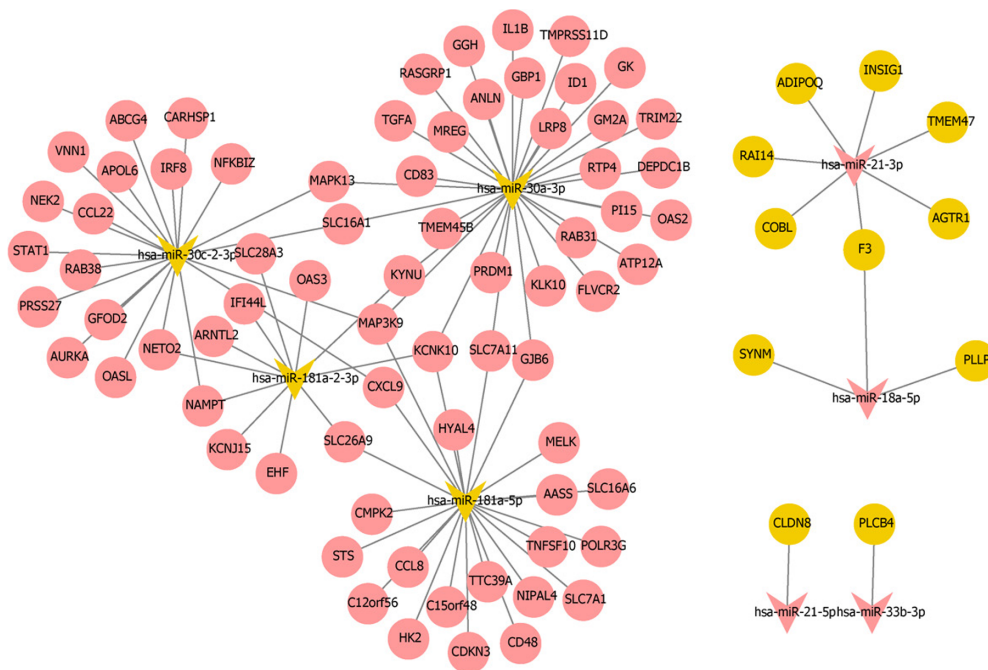 IL1B
TMPRSS11D
GGH
RASGRP1
GBP1
ID1
GK
ANLN
TGFA
MREG
LRP8
GM2A
TRIM22
CD83
RTP4
DEPDC1B
MAPK13
hsa-miR-30a-3p
PI15
OAS2
SLC16A1
TMEM45B
RAB31
ATP12A
KYNU
PRDM1
KLK10
FLVCR2
ABCG4
CARHSP1
VNN1
APOL6
IRF8
NFKBIZ
NEK2
CCL22
STAT1
hsa-miR-30c-2-3p
SLC28A3
RAB38
OAS3
PRSS27
GFOD2
IFI44L
MAP3K9
AURKA
NETO2
ARNTL2
KCNK10
SLC7A11
GJB6
OASL
hsa-miR-181a-2-3p
CXCL9
NAMPT
HYAL4
KCNJ15
SLC26A9
EHF
MELK
hsa-miR-181a-5p
AASS
SLC16A6
CMPK2
STS
TNFSF10
POLR3G
CCL8
TTC39A
C12orf56
C15orf48
NIPAL4
SLC7A1
HK2
CDKN3
CD48
ADIPOQ
INSIG1
TMEM47
RAI14
hsa-miR-21-3p
COBL
F3
AGTR1
SYNM
PLLP
hsa-miR-18a-5p
CLDN8
PLCB4
hsa-miR-21-5p
hsa-miR-33b-3p